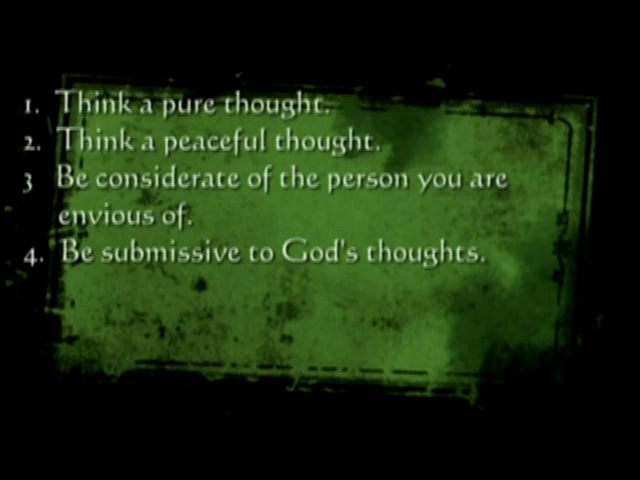 1. Think a pure thought.
2. Think a peaceful thought.
3 Be considerate of the person you are
envious of.
4. Be submissive to God's thoughts.